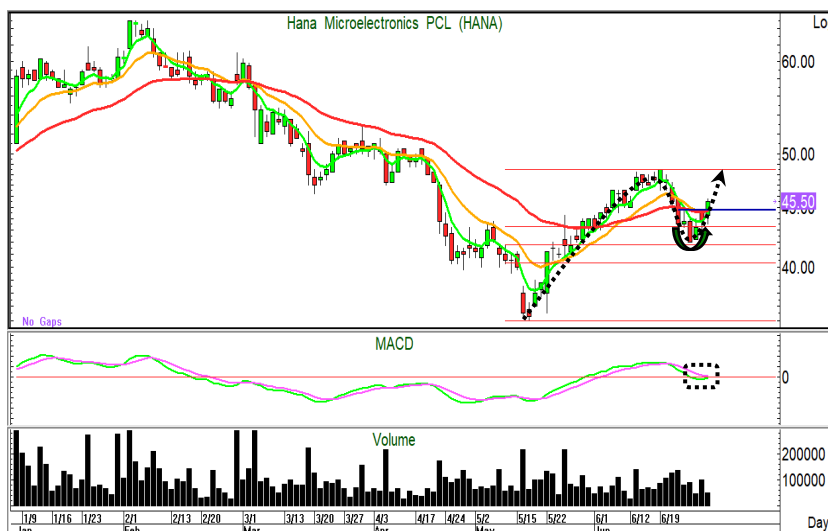 Hana Microelectronics PCL (HANA)
Lo
60.00
50.00
45.50
45.00
40.00
No Gaps
MACD
0
Volume
200000
100000
1/9 1/16 1/23 2/1 2/13 2/20 3/1 3/13 3/20 3/27 4/3 4/17 4/24 5/2 5/15 5/22 6/1 6/12 6/19
Jan Feb Mar Apr May Jun
Day